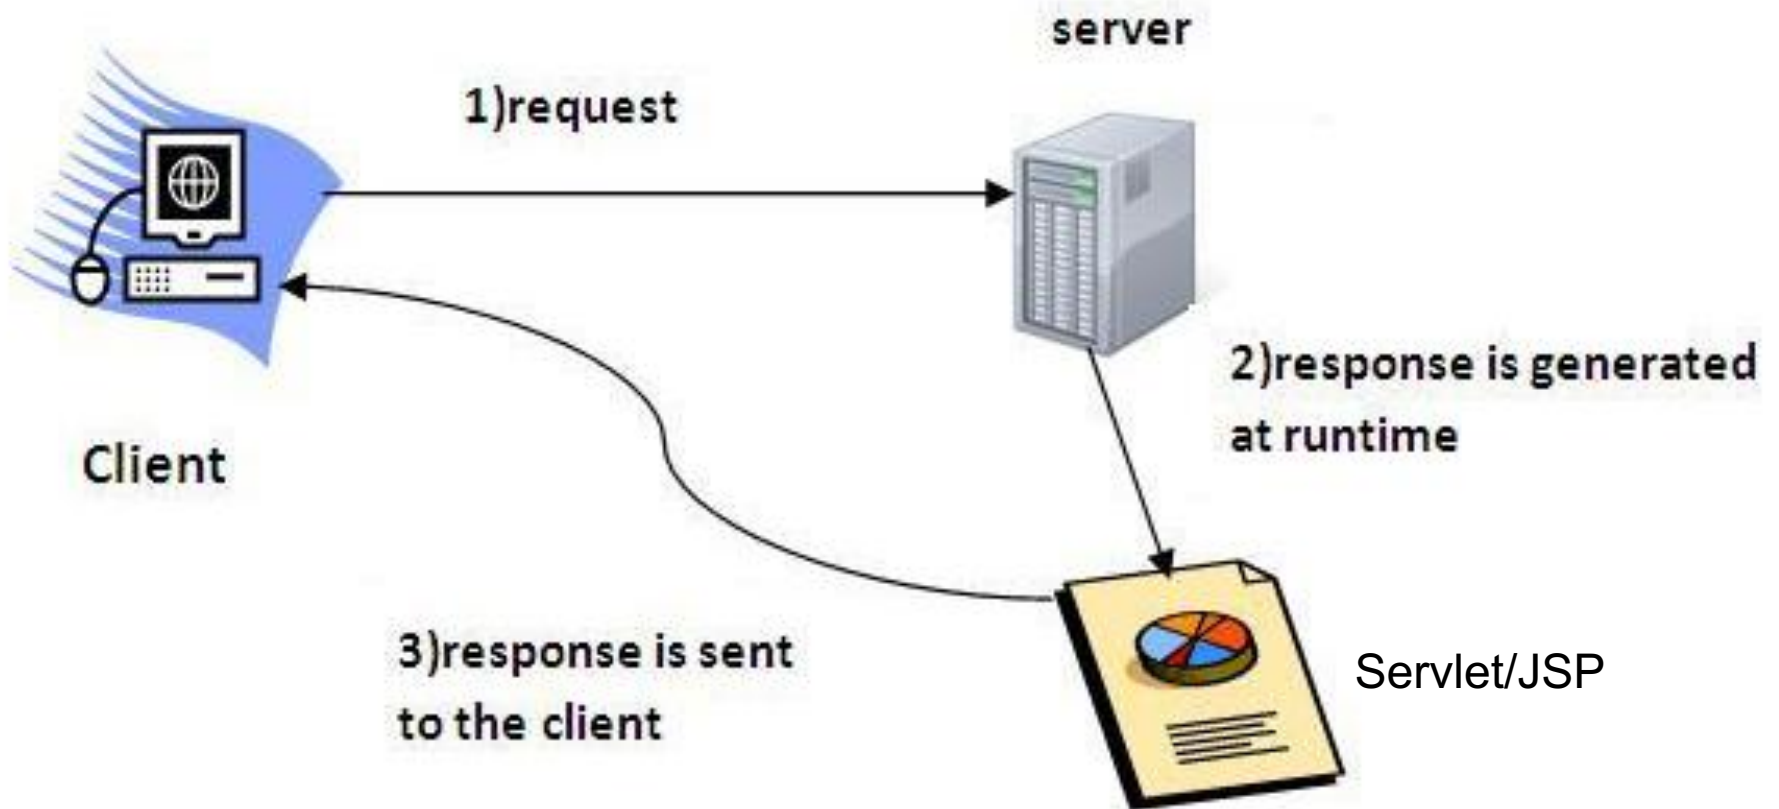 server
1)request
2)response is generated
at runtime
Client
3)response is sent
to the client
Servlet/JSP